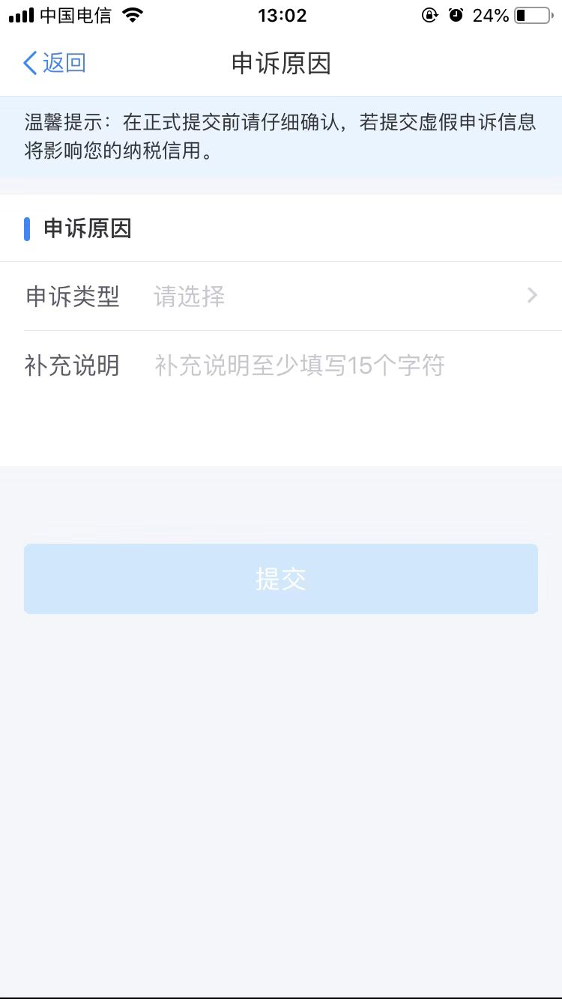 中国电信 13:02 24%
返回 申诉原因
温馨提示：在正式提交前请仔细确认，若提交虚假申诉信息
将影响您的纳税信用。
申诉原因
申诉类型 请选择
补充说明 补充说明至少填写15个字符
提交